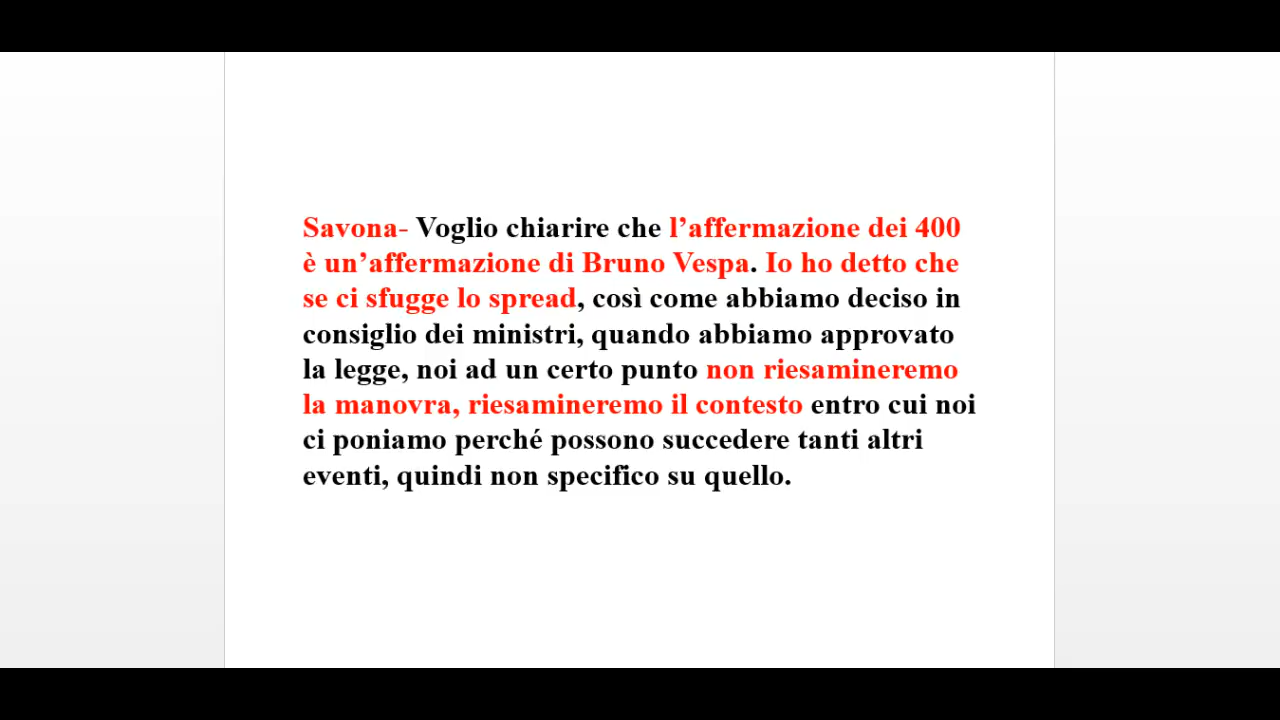 Savona- Voglio chiarire che l’affermazione dei 400
è un’affermazione di Bruno Vespa. Io ho detto che
se ci sfugge lo spread, così come abbiamo deciso in
consiglio dei ministri, quando abbiamo approvato
la legge, noi ad un certo punto non riesamineremo
la manovra, riesamineremo il contesto entro cui noi
ci poniamo perché possono succedere tanti altri
eventi, quindi non specifico su quello.